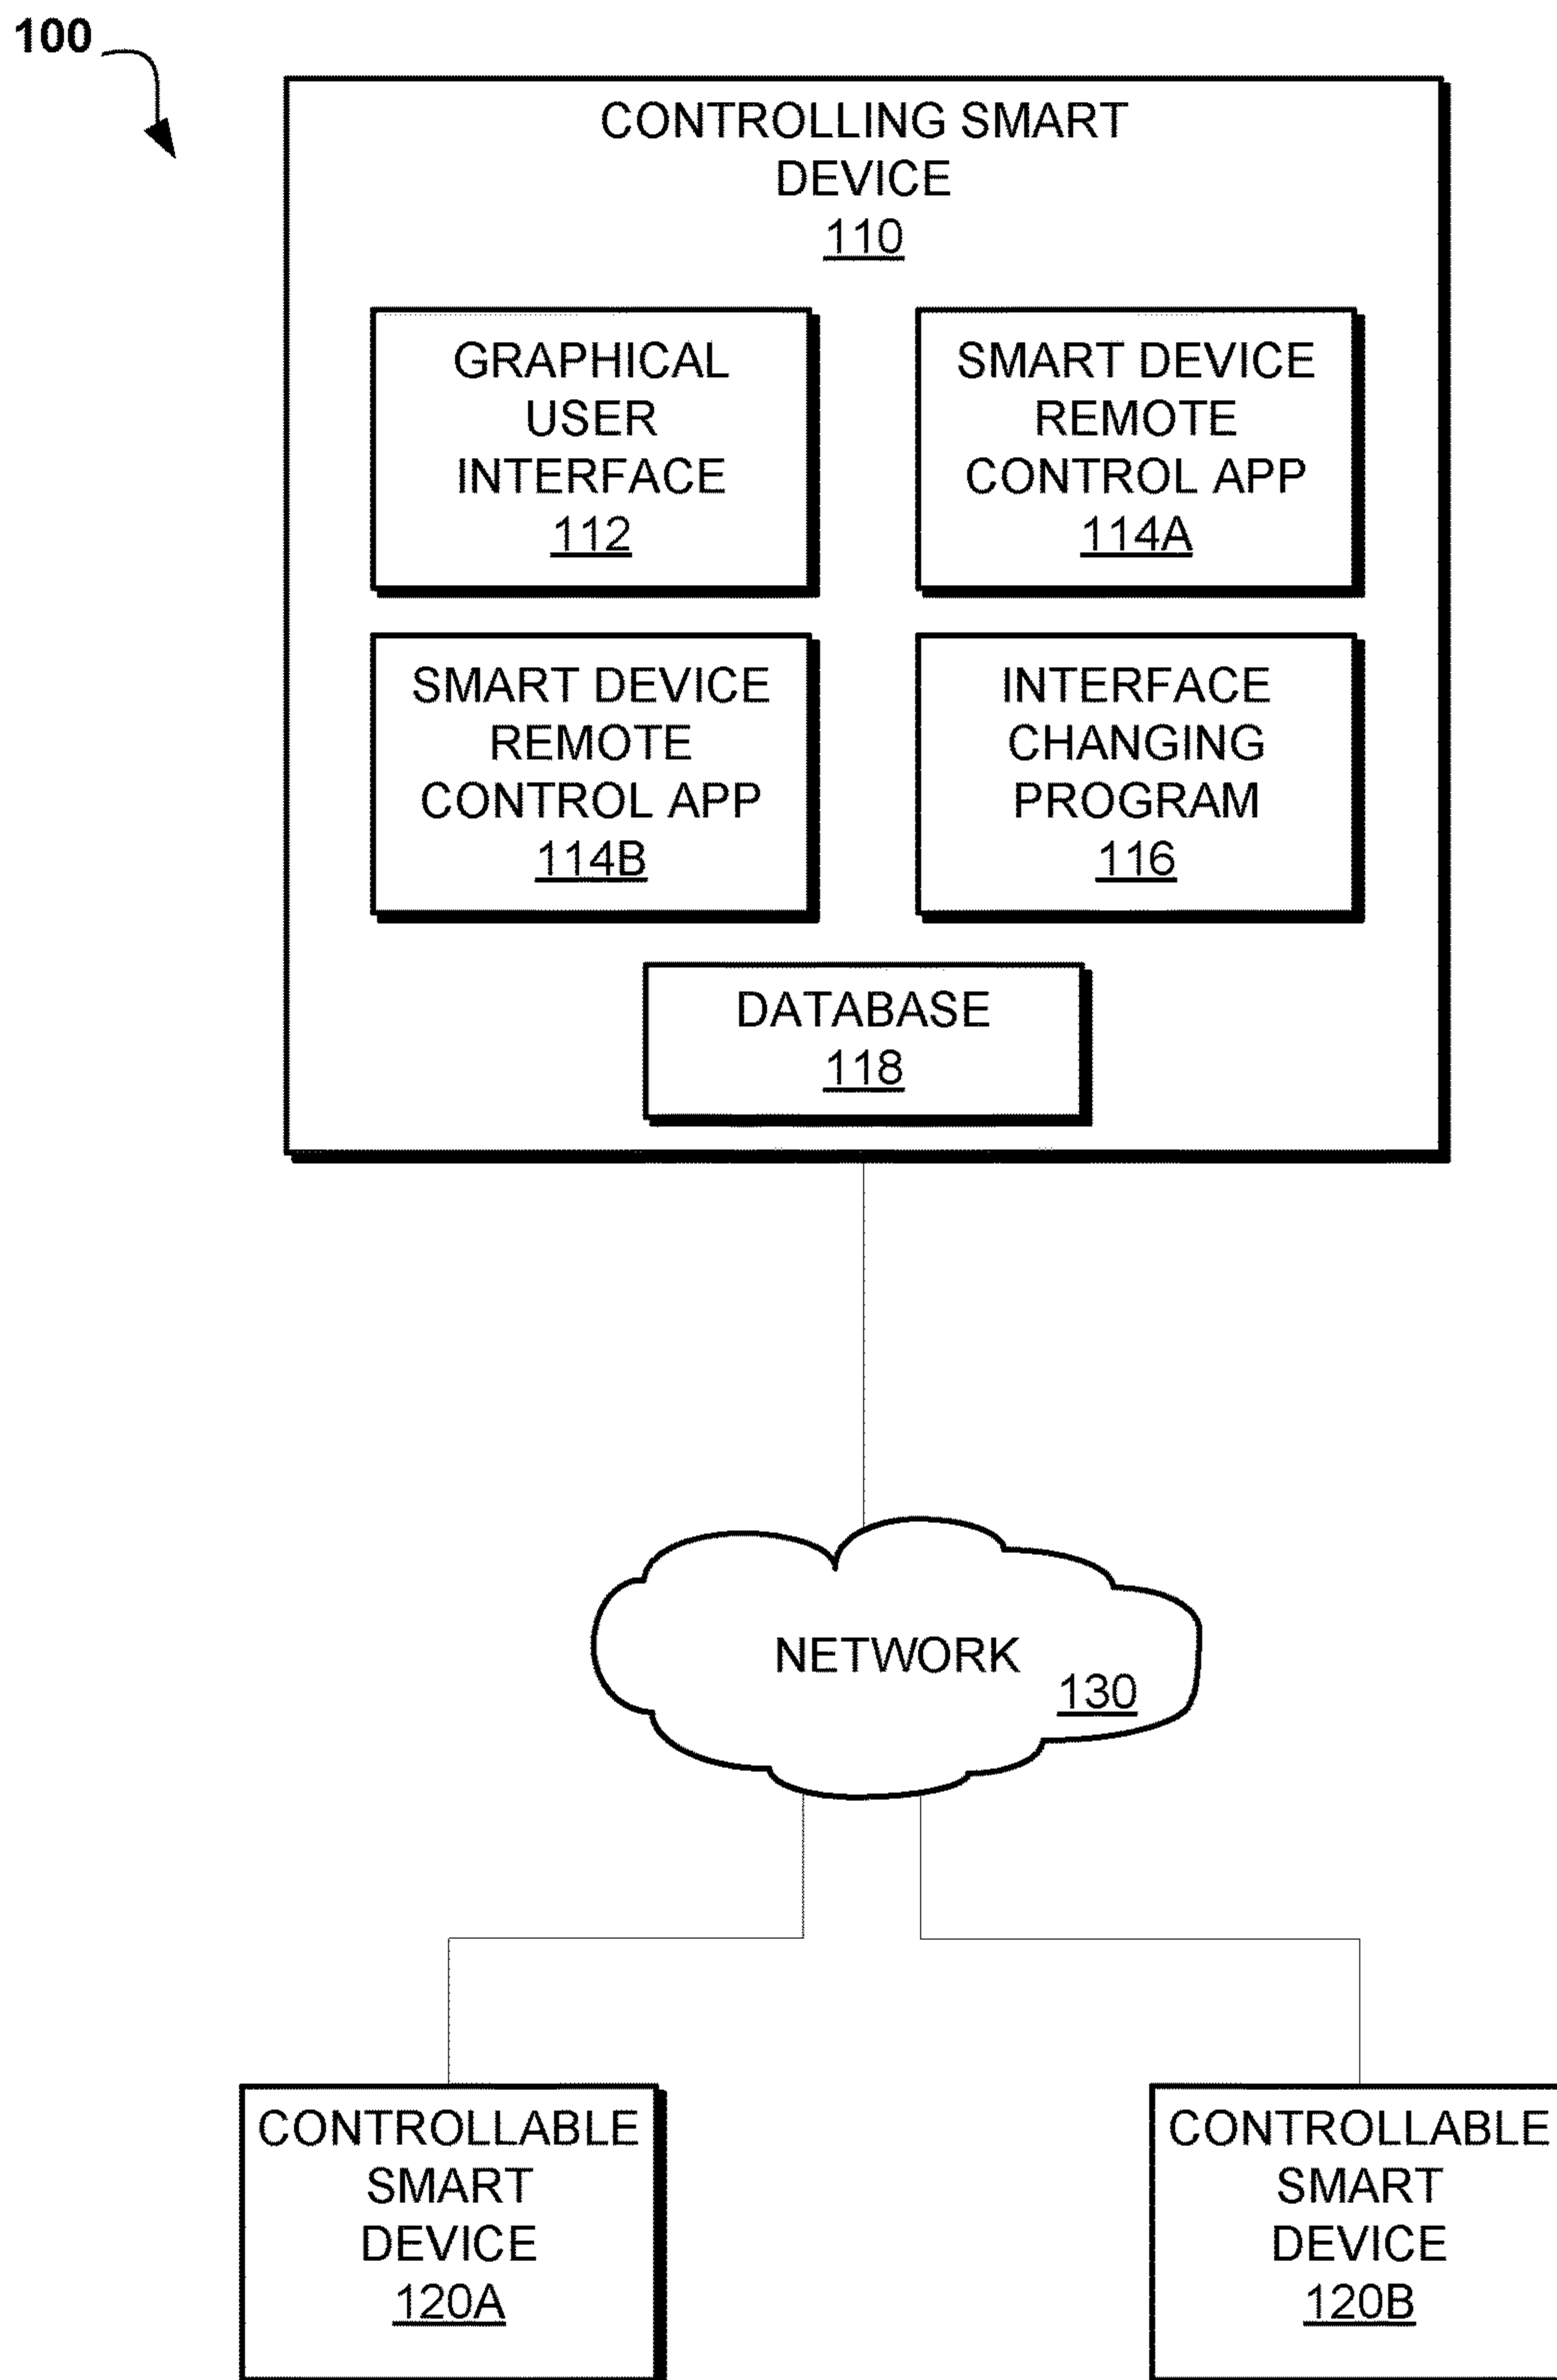 100
CONTROLLING SMART
DEVICE
110
GRAPHICAL
USER
INTERFACE
112
SMART DEVICE
REMOTE
CONTROL APP
114A
SMART DEVICE
REMOTE
CONTROL APP
114B
INTERFACE
CHANGING
PROGRAM
116
DATABASE
118
NETWORK
130
CONTROLLABLE
SMART
DEVICE
120A
CONTROLLABLE
SMART
DEVICE
120B